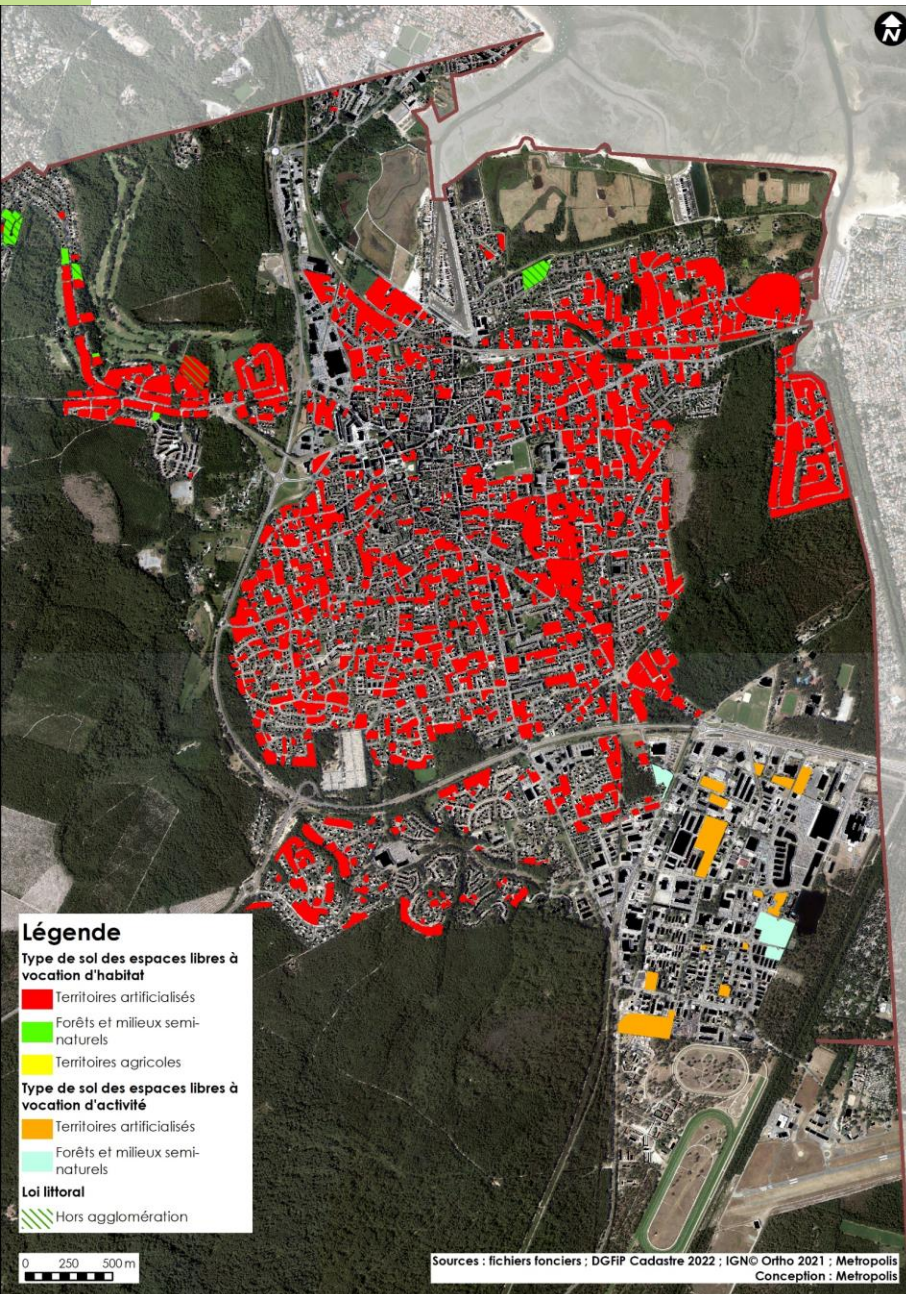 N
Légende
Type de sol des espaces libres à
vocation d'habitat
Territoires artificialisés
Forêts et milieux semi-
naturels
Territoires agricoles
Type de sol des espaces libres à
vocation d'activité
Territoires artificialisés
Forêts et milieux semi-
naturels
Loi littoral
Hors agglomération
0 250 500 m
Sources : fichiers fonciers ; DGFiP Cadastre 2022 ; IGN© Ortho 2021 ; Metropolis
Conception : Metropolis